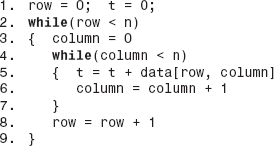 1. row = 0; t = 0;
2. while(row < n)
3. { column = 0
4. while(column < n)
5. { t = t + data[row, column]
6. column = column + 1
7. }
8. row = row + 1
9. }